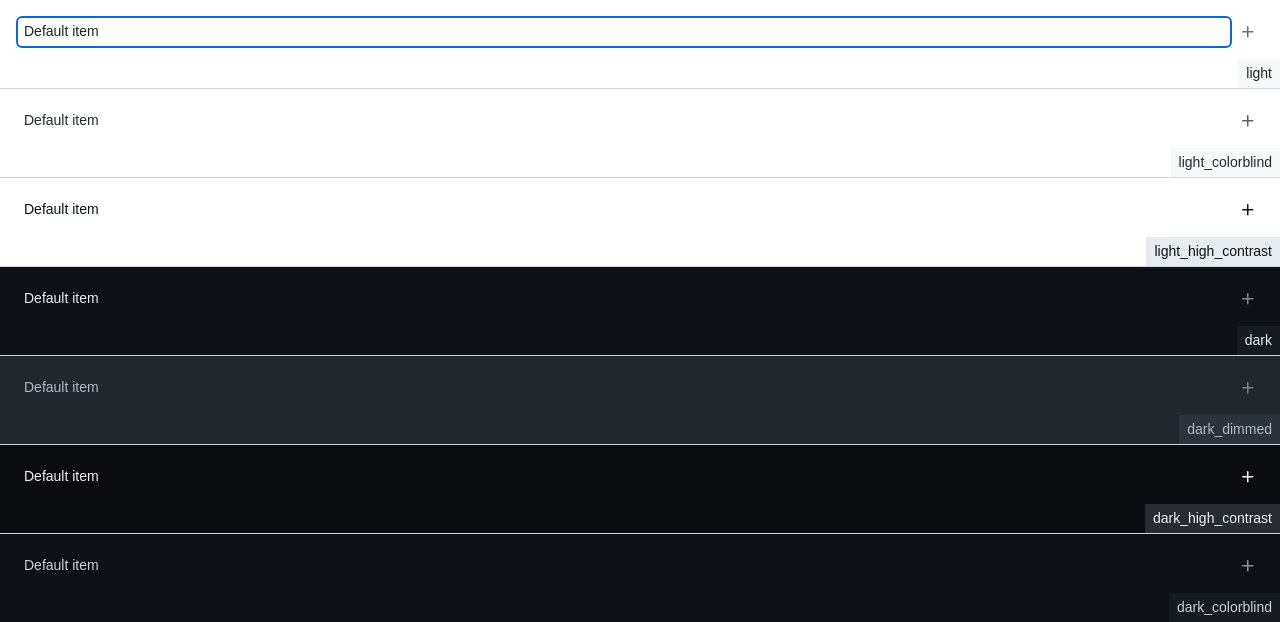 Default item
light
Default item
light_colorblind
Default item
light_high_contrast
Default item
dark
Default item
dark_dimmed
Default item
dark_high_contrast
Default item
dark_colorblind